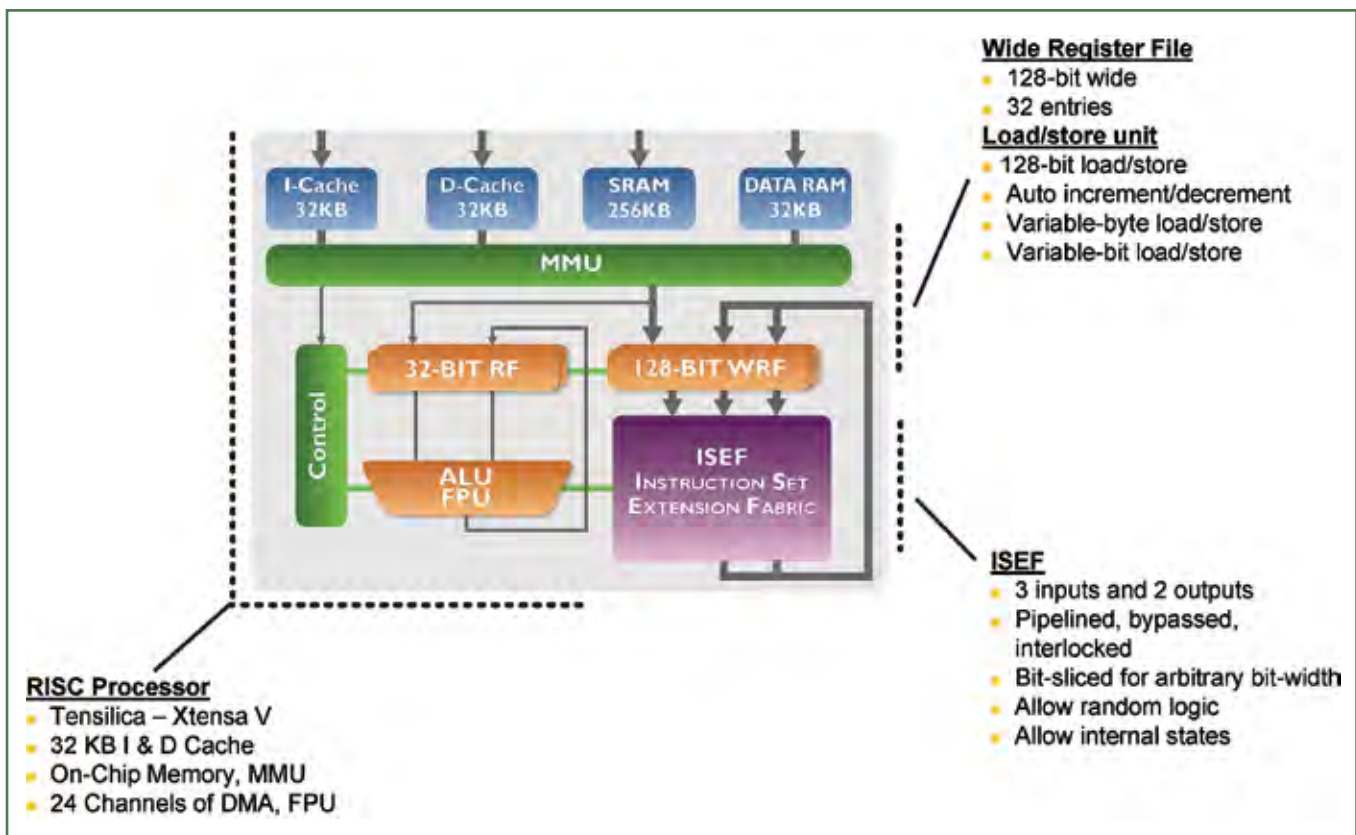 Wide Register File
128-bit wide
32 entries
Load/store unit
128-bit load/store
Auto increment/decrement
Variable-byte load/store
Variable-bit load/store
I-Cache
32KB
D-Cache
32KB
SRAM
256KB
DATA RAM
32KB
MMU
Control
32-BIT RF
128-BIT WRF
ALU
FPU
ISEF
INSTRUCTION SET
EXTENSION FABRIC
ISEF
3 inputs and 2 outputs
Pipelined, bypassed,
interlocked
Bit-sliced for arbitrary bit-width
Allow random logic
Allow internal states
RISC Processor
Tensilica – Xtensa V
32 KB I & D Cache
On-Chip Memory, MMU
24 Channels of DMA, FPU